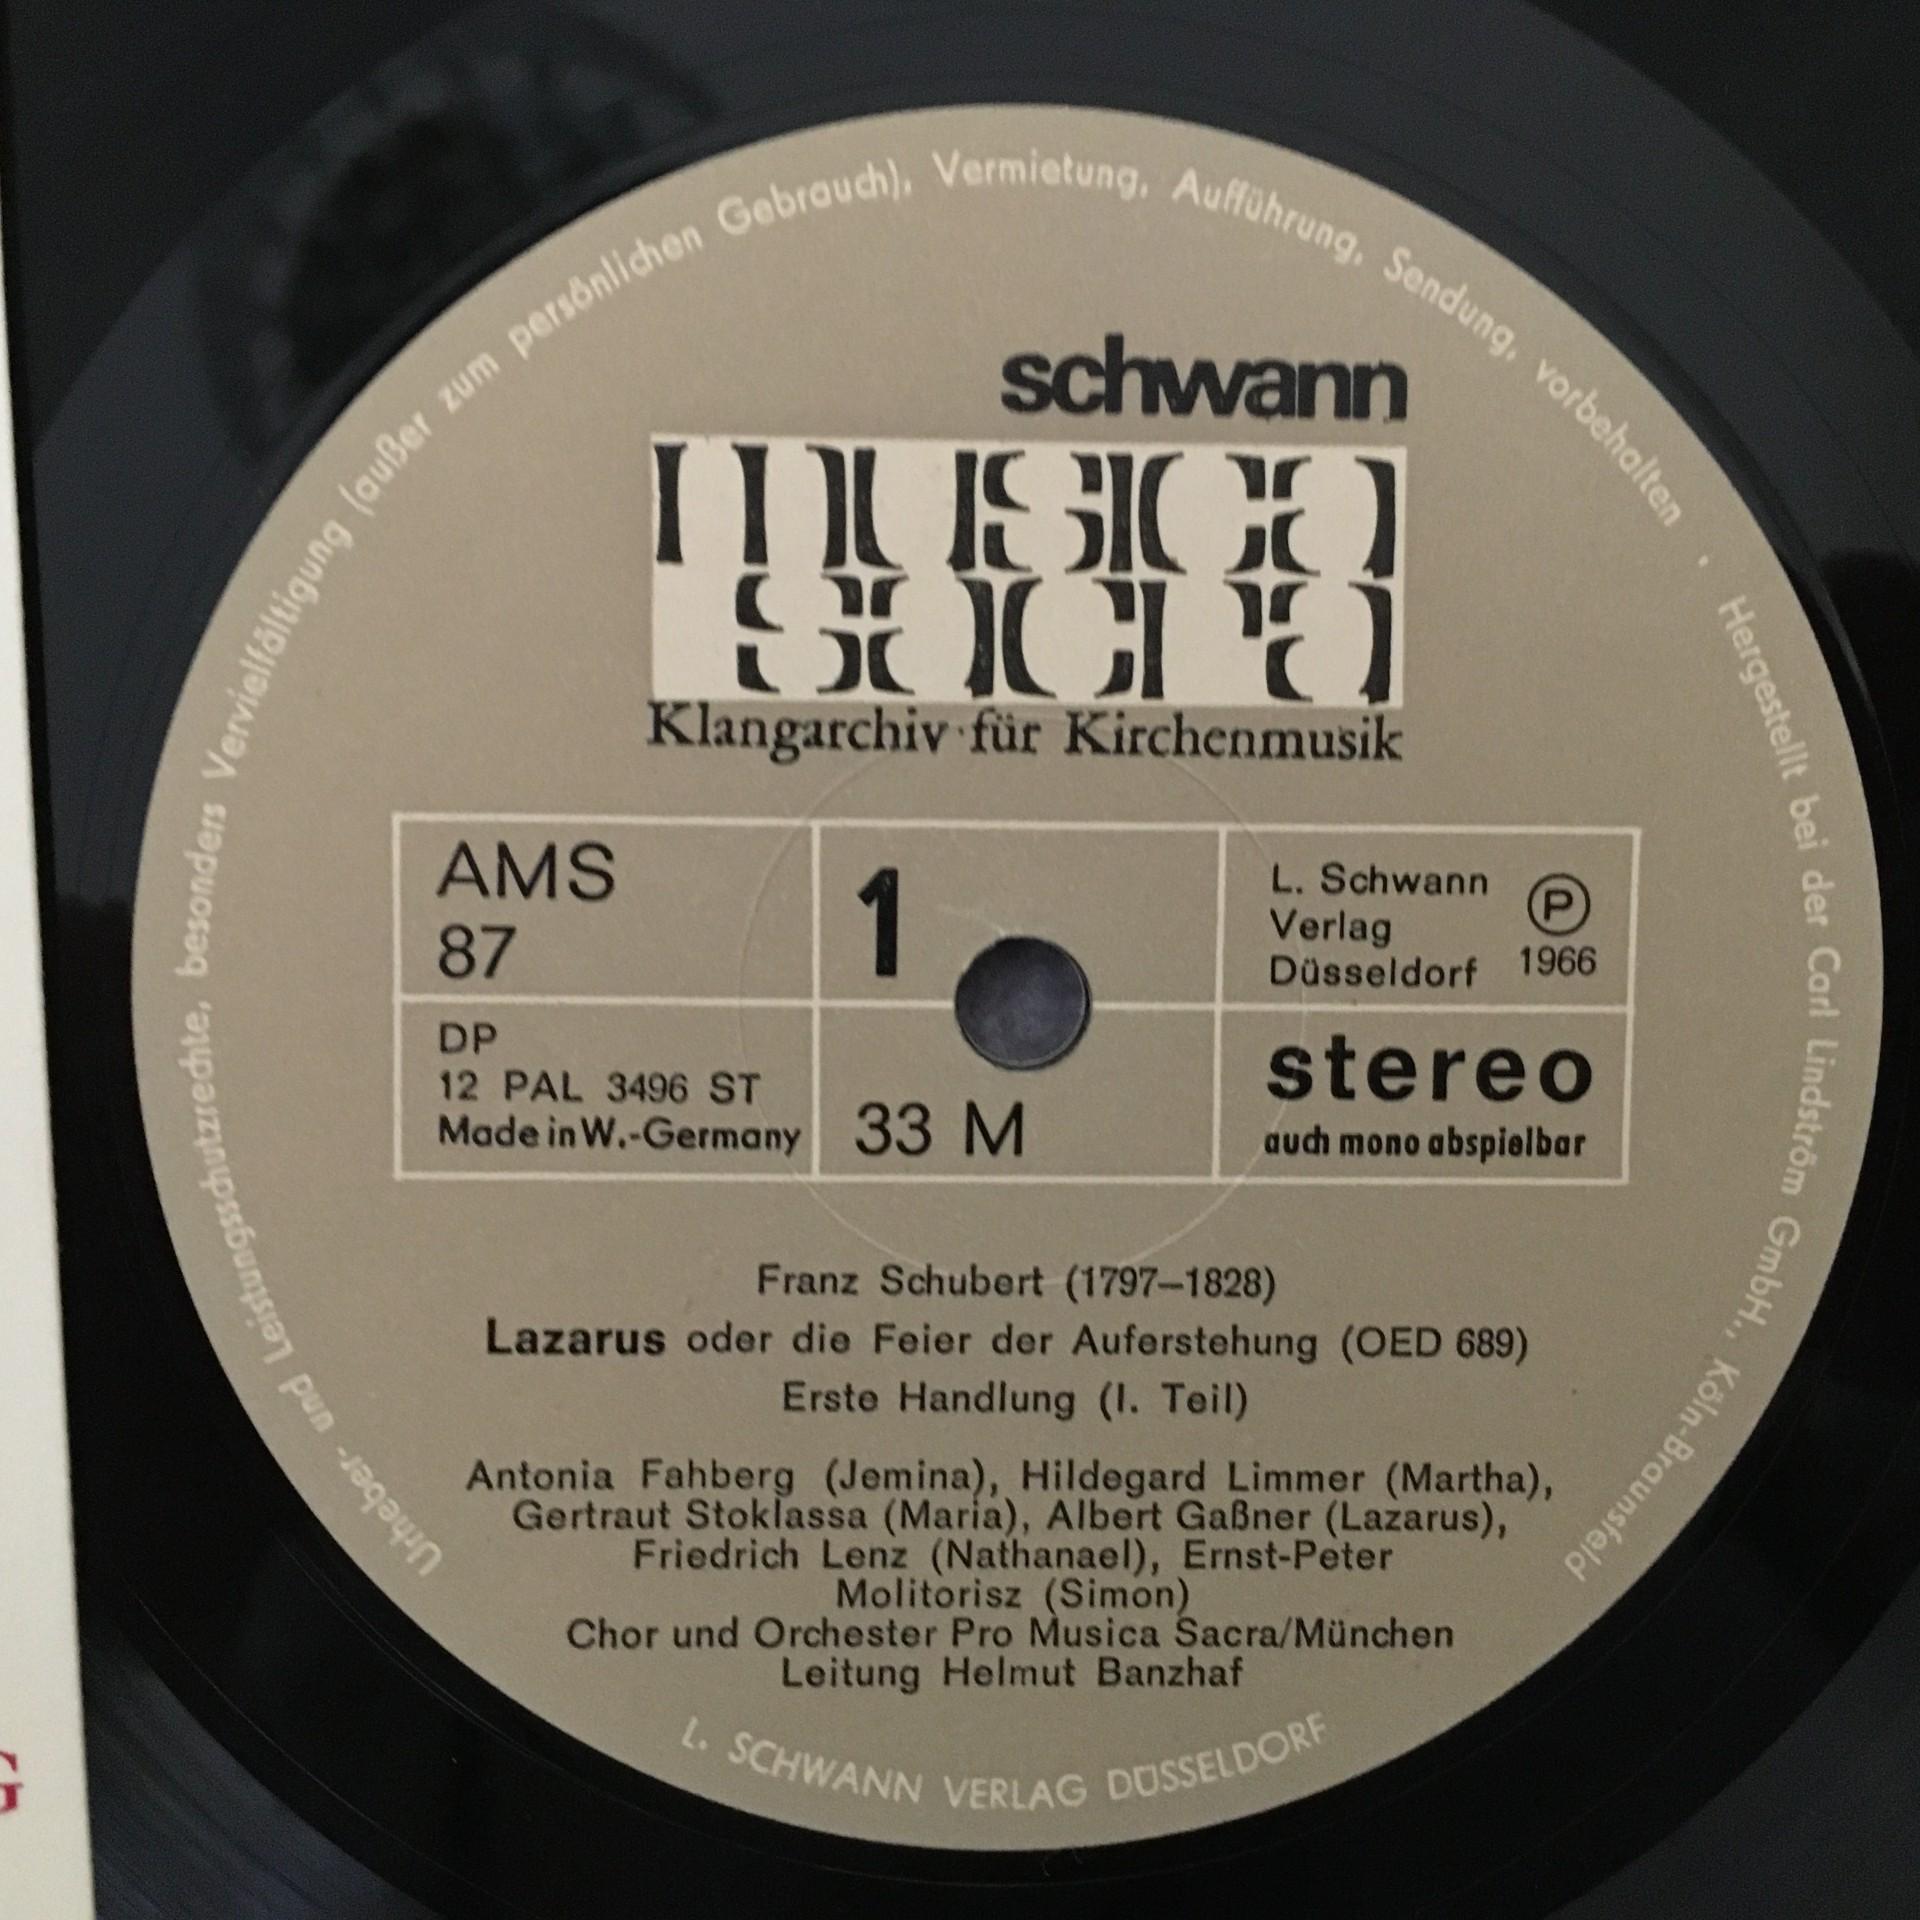 Urheber- und Leistungsschutzrechte, besonders Vervielfältigung (außer zum persönlichen Gebrauch), Vermietung, Aufführung, Sendung, vorbehalten · Hergestellt bei der Carl Lindström GmbH., Köln-Braunsfeld
schwann
musica
sacra
Klangarchiv für Kirchenmusik
AMS
87
1
L. Schwann
Verlag
Düsseldorf
Ⓟ
1966
DP
12 PAL 3496 ST
Made in W.-Germany
33 M
stereo
auch mono abspielbar
Franz Schubert (1797–1828)
Lazarus oder die Feier der Auferstehung (OED 689)
Erste Handlung (I. Teil)
Antonia Fahberg (Jemina), Hildegard Limmer (Martha),
Gertraut Stoklassa (Maria), Albert Gaßner (Lazarus),
Friedrich Lenz (Nathanael), Ernst-Peter
Molitorisz (Simon)
Chor und Orchester Pro Musica Sacra/München
Leitung Helmut Banzhaf
L. SCHWANN VERLAG DÜSSELDORF
G